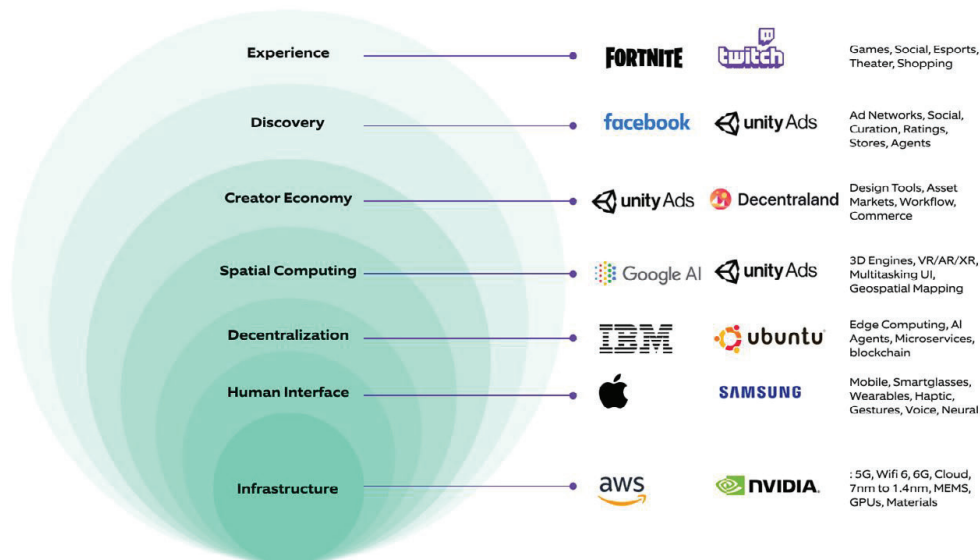 Experience
FORTNITE
twitch
Games, Social, Esports,
Theater, Shopping
Discovery
facebook
unity Ads
Ad Networks, Social,
Curation, Ratings,
Stores, Agents
Creator Economy
unity Ads
Decentraland
Design Tools, Asset
Markets, Workflow,
Commerce
Spatial Computing
Google AI
unity Ads
3D Engines, VR/AR/XR,
Multitasking UI,
Geospatial Mapping
Decentralization
IBM
ubuntu
Edge Computing, AI
Agents, Microservices,
blockchain
Human Interface
SAMSUNG
Mobile, Smartglasses,
Wearables, Haptic,
Gestures, Voice, Neural
Infrastructure
aws
NVIDIA.
: 5G, Wifi 6, 6G, Cloud,
7nm to 1.4nm, MEMS,
GPUs, Materials